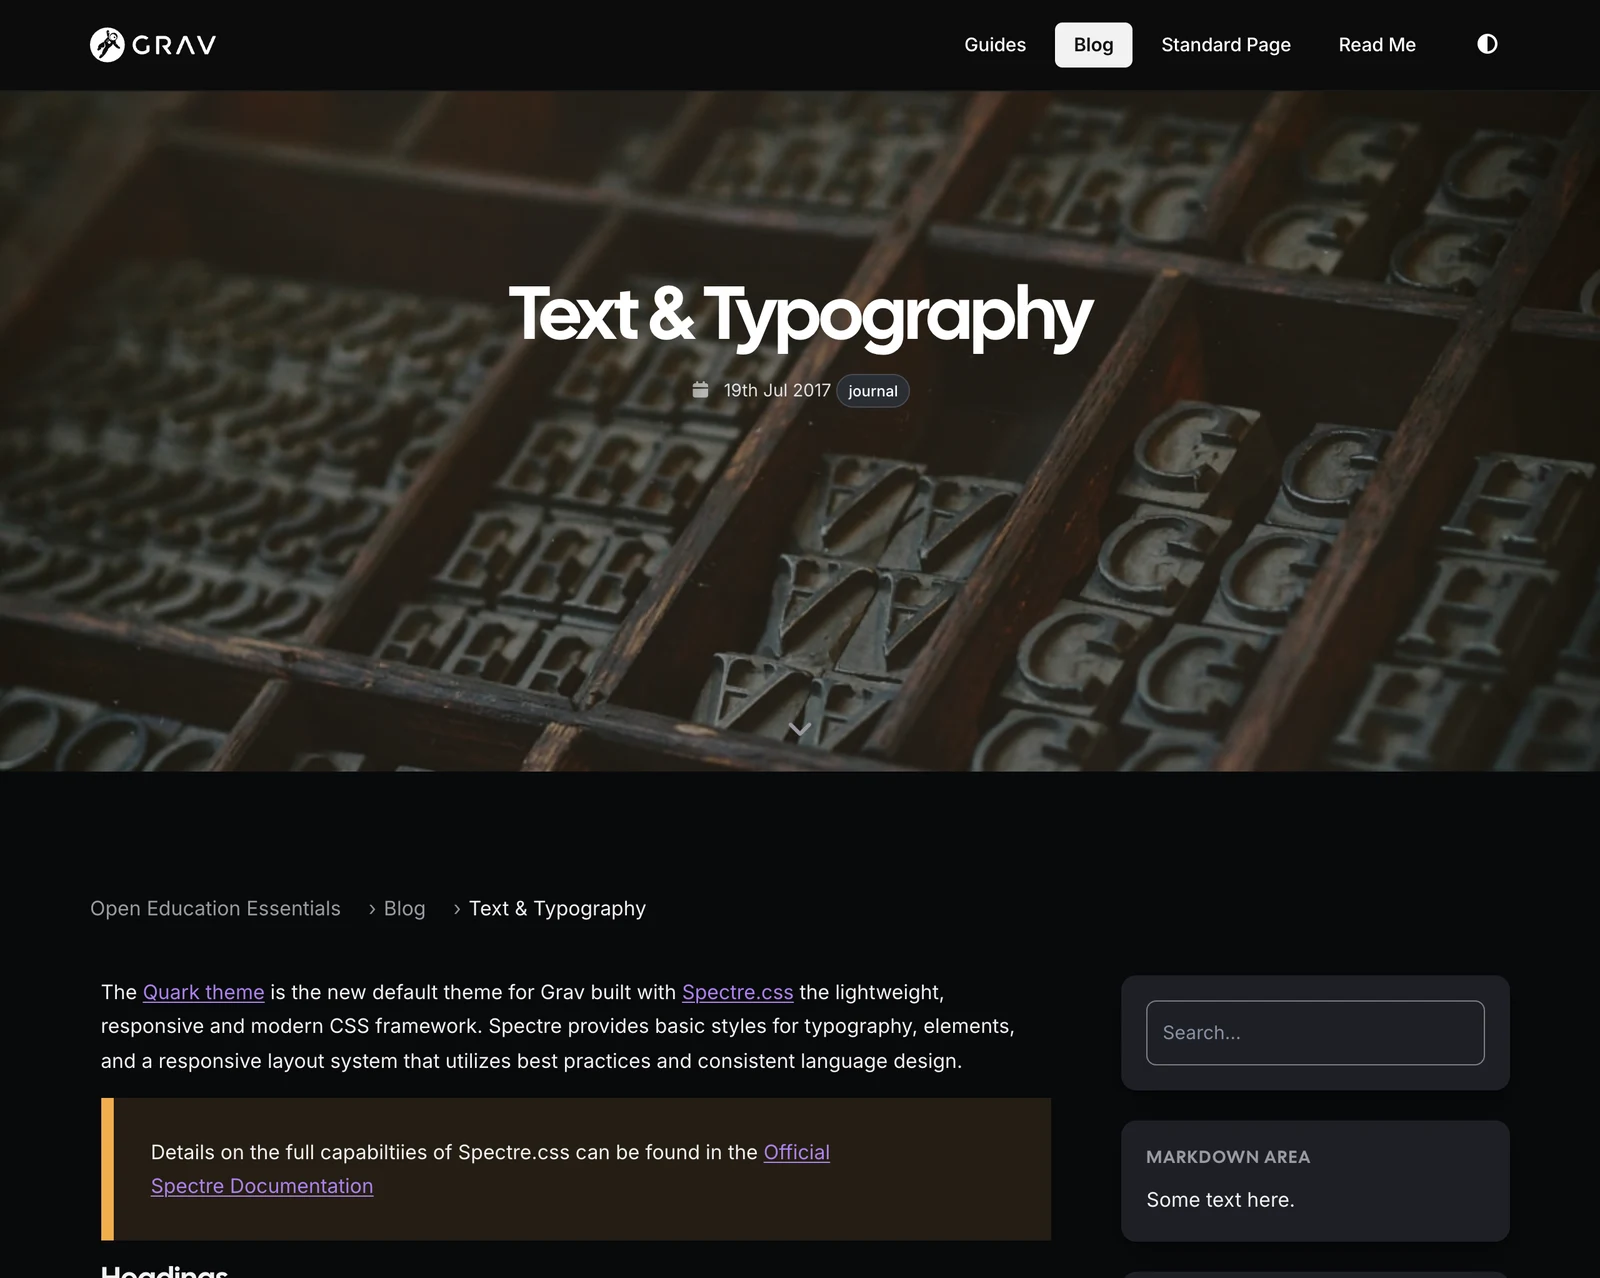 GRAV
Guides
Blog
Standard Page
Read Me
Text & Typography
19th Jul 2017 journal
Open Education Essentials › Blog › Text & Typography
The Quark theme is the new default theme for Grav built with Spectre.css the lightweight,
responsive and modern CSS framework. Spectre provides basic styles for typography, elements,
and a responsive layout system that utilizes best practices and consistent language design.
Details on the full capabiltiies of Spectre.css can be found in the Official
Spectre Documentation
Headings
Search...
MARKDOWN AREA
Some text here.